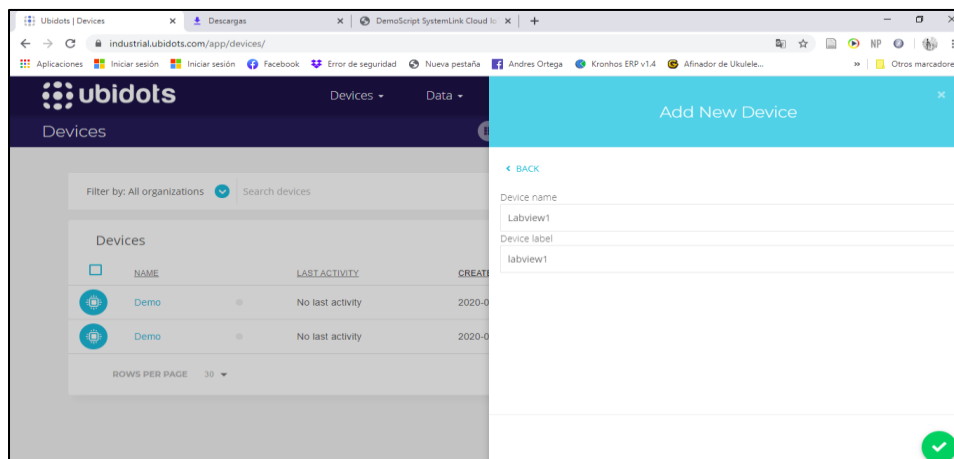 Ubidots | Devices
Descargas
DemoScript SystemLink Cloud Io
industrial.ubidots.com/app/devices/
NP
Aplicaciones Iniciar sesión Iniciar sesión Facebook Error de seguridad Nueva pestaña Andres Ortega Kronhos ERP v1.4 Afinador de Ukulele... » Otros marcadore
ubidots Devices Data
Devices
Add New Device
BACK
Filter by: All organizations Search devices
Device name
Labview1
Device label
labview1
Devices
NAME LAST ACTIVITY CREATE
Demo No last activity 2020-0
Demo No last activity 2020-0
ROWS PER PAGE 30